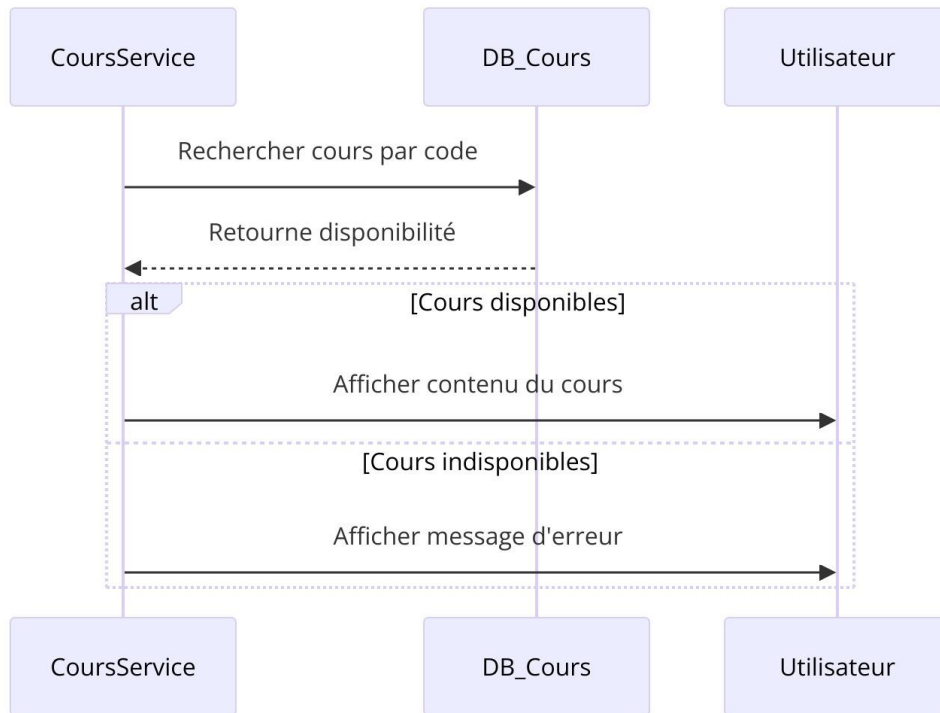 CoursService
DB_Cours
Utilisateur
Rechercher cours par code
Retourne disponibilité
alt
[Cours disponibles]
Afficher contenu du cours
[Cours indisponibles]
Afficher message d'erreur
CoursService
DB_Cours
Utilisateur